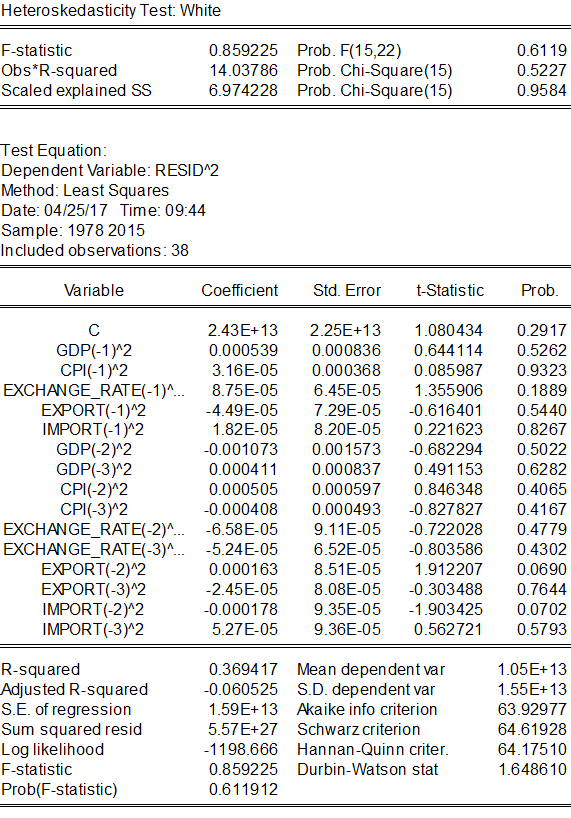 Heteroskedasticity Test: White
F-statistic 0.859225 Prob. F(15,22) 0.6119
Obs*R-squared 14.03786 Prob. Chi-Square(15) 0.5227
Scaled explained SS 6.974228 Prob. Chi-Square(15) 0.9584
Test Equation:
Dependent Variable: RESID^2
Method: Least Squares
Date: 04/25/17 Time: 09:44
Sample: 1978 2015
Included observations: 38
Variable Coefficient Std. Error t-Statistic Prob.
C 2.43E+13 2.25E+13 1.080434 0.2917
GDP(-1)^2 0.000539 0.000836 0.644114 0.5262
CPI(-1)^2 3.16E-05 0.000368 0.085987 0.9323
EXCHANGE_RATE(-1)^... 8.75E-05 6.45E-05 1.355906 0.1889
EXPORT(-1)^2 -4.49E-05 7.29E-05 -0.616401 0.5440
IMPORT(-1)^2 1.82E-05 8.20E-05 0.221623 0.8267
GDP(-2)^2 -0.001073 0.001573 -0.682294 0.5022
GDP(-3)^2 0.000411 0.000837 0.491153 0.6282
CPI(-2)^2 0.000505 0.000597 0.846348 0.4065
CPI(-3)^2 -0.000408 0.000493 -0.827827 0.4167
EXCHANGE_RATE(-2)^... -6.58E-05 9.11E-05 -0.722028 0.4779
EXCHANGE_RATE(-3)^... -5.24E-05 6.52E-05 -0.803586 0.4302
EXPORT(-2)^2 0.000163 8.51E-05 1.912207 0.0690
EXPORT(-3)^2 -2.45E-05 8.08E-05 -0.303488 0.7644
IMPORT(-2)^2 -0.000178 9.35E-05 -1.903425 0.0702
IMPORT(-3)^2 5.27E-05 9.36E-05 0.562721 0.5793
R-squared 0.369417 Mean dependent var 1.05E+13
Adjusted R-squared -0.060525 S.D. dependent var 1.55E+13
S.E. of regression 1.59E+13 Akaike info criterion 63.92977
Sum squared resid 5.57E+27 Schwarz criterion 64.61928
Log likelihood -1198.666 Hannan-Quinn criter. 64.17510
F-statistic 0.859225 Durbin-Watson stat 1.648610
Prob(F-statistic) 0.611912